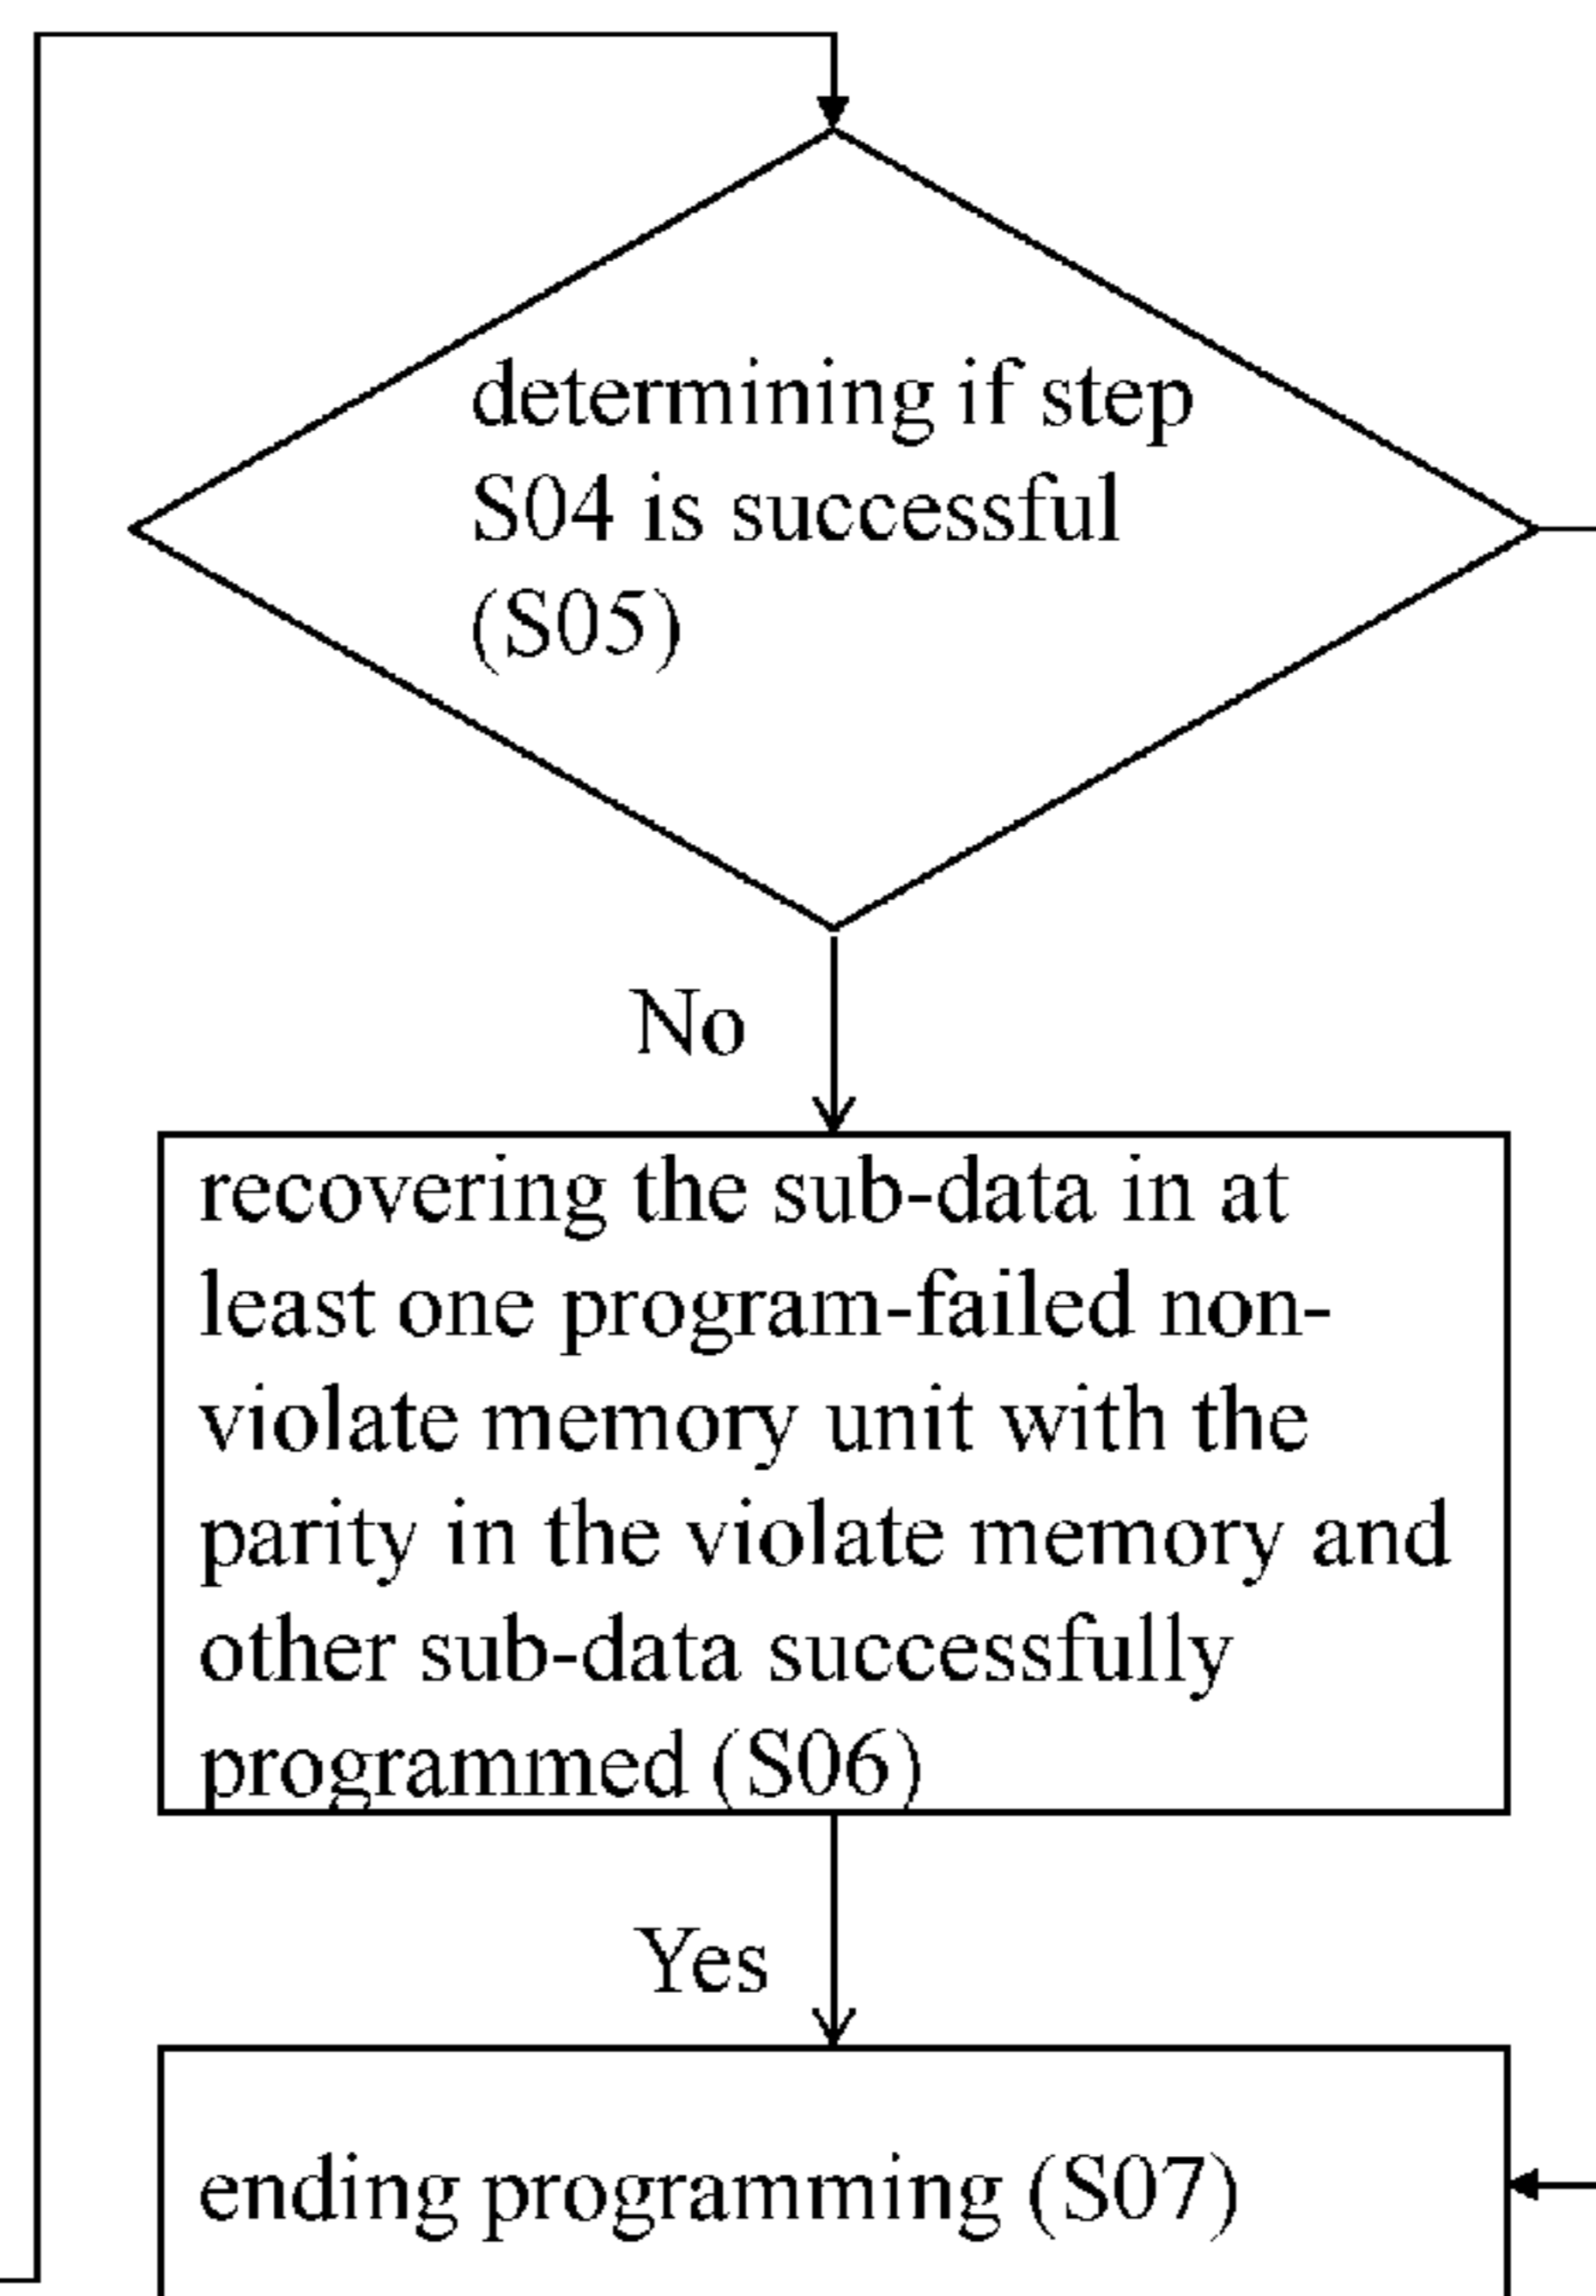 determining if step
S04 is successful
(S05)
No
recovering the sub-data in at
least one program-failed non-
violate memory unit with the
parity in the violate memory and
other sub-data successfully
programmed (S06)
Yes
ending programming (S07)